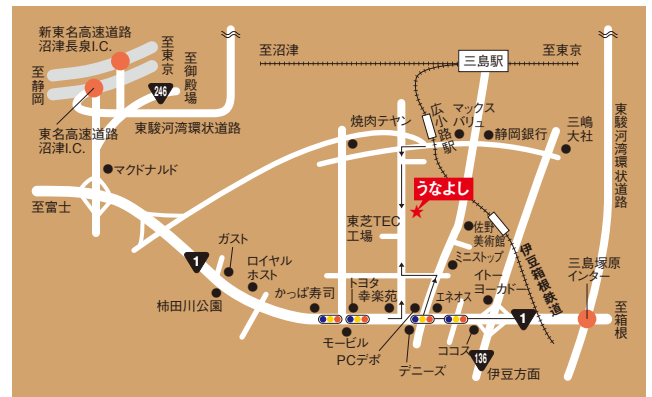 新東名高速道路
沼津長泉I.C.
至東京
至御殿場
至静岡
246
東名高速道路
沼津I.C.
東駿河湾環状道路
至沼津
三島駅
至東京
広小路駅
マックス
バリュ
焼肉テヤン
静岡銀行
三嶋
大社
東駿河湾環状道路
マクドナルド
至富士
うなよし
東芝TEC
工場
佐野
美術館
ミニストップ
伊豆箱根鉄道
三島塚原
インター
ガスト
1
ロイヤル
ホスト
イトー
ヨーカドー
柿田川公園
かっぱ寿司
トヨタ
幸楽苑
エネオス
1
至箱根
モービル
PCデポ
デニーズ
ココス
136
伊豆方面